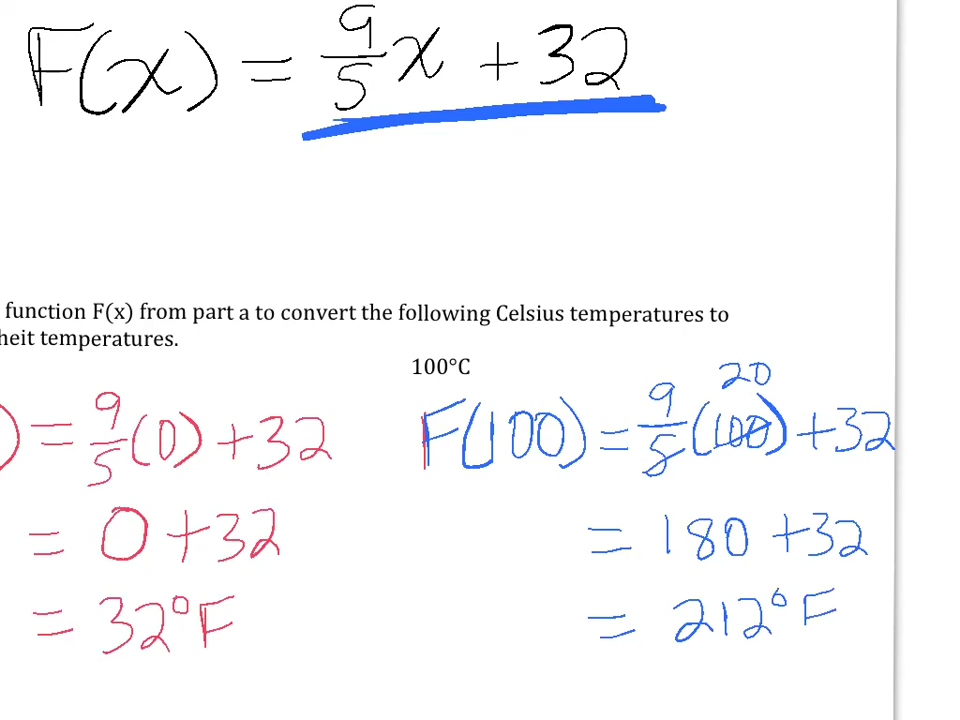 F(x) = 9/5 x + 32
function F(x) from part a to convert the following Celsius temperatures to
heit temperatures.
100°C
) = 9/5 (0) + 32
= 0 + 32
= 32°F
20
F(100) = 9/5 (100) + 32
= 180 + 32
= 212°F